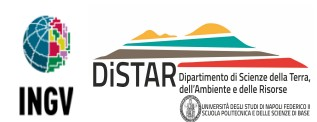 INGV
DiSTAR
Dipartimento di Scienze della Terra,
dell'Ambiente e delle Risorse
UNIVERSITÀ DEGLI STUDI DI NAPOLI FEDERICO II
SCUOLA POLITECNICA E DELLE SCIENZE DI BASE